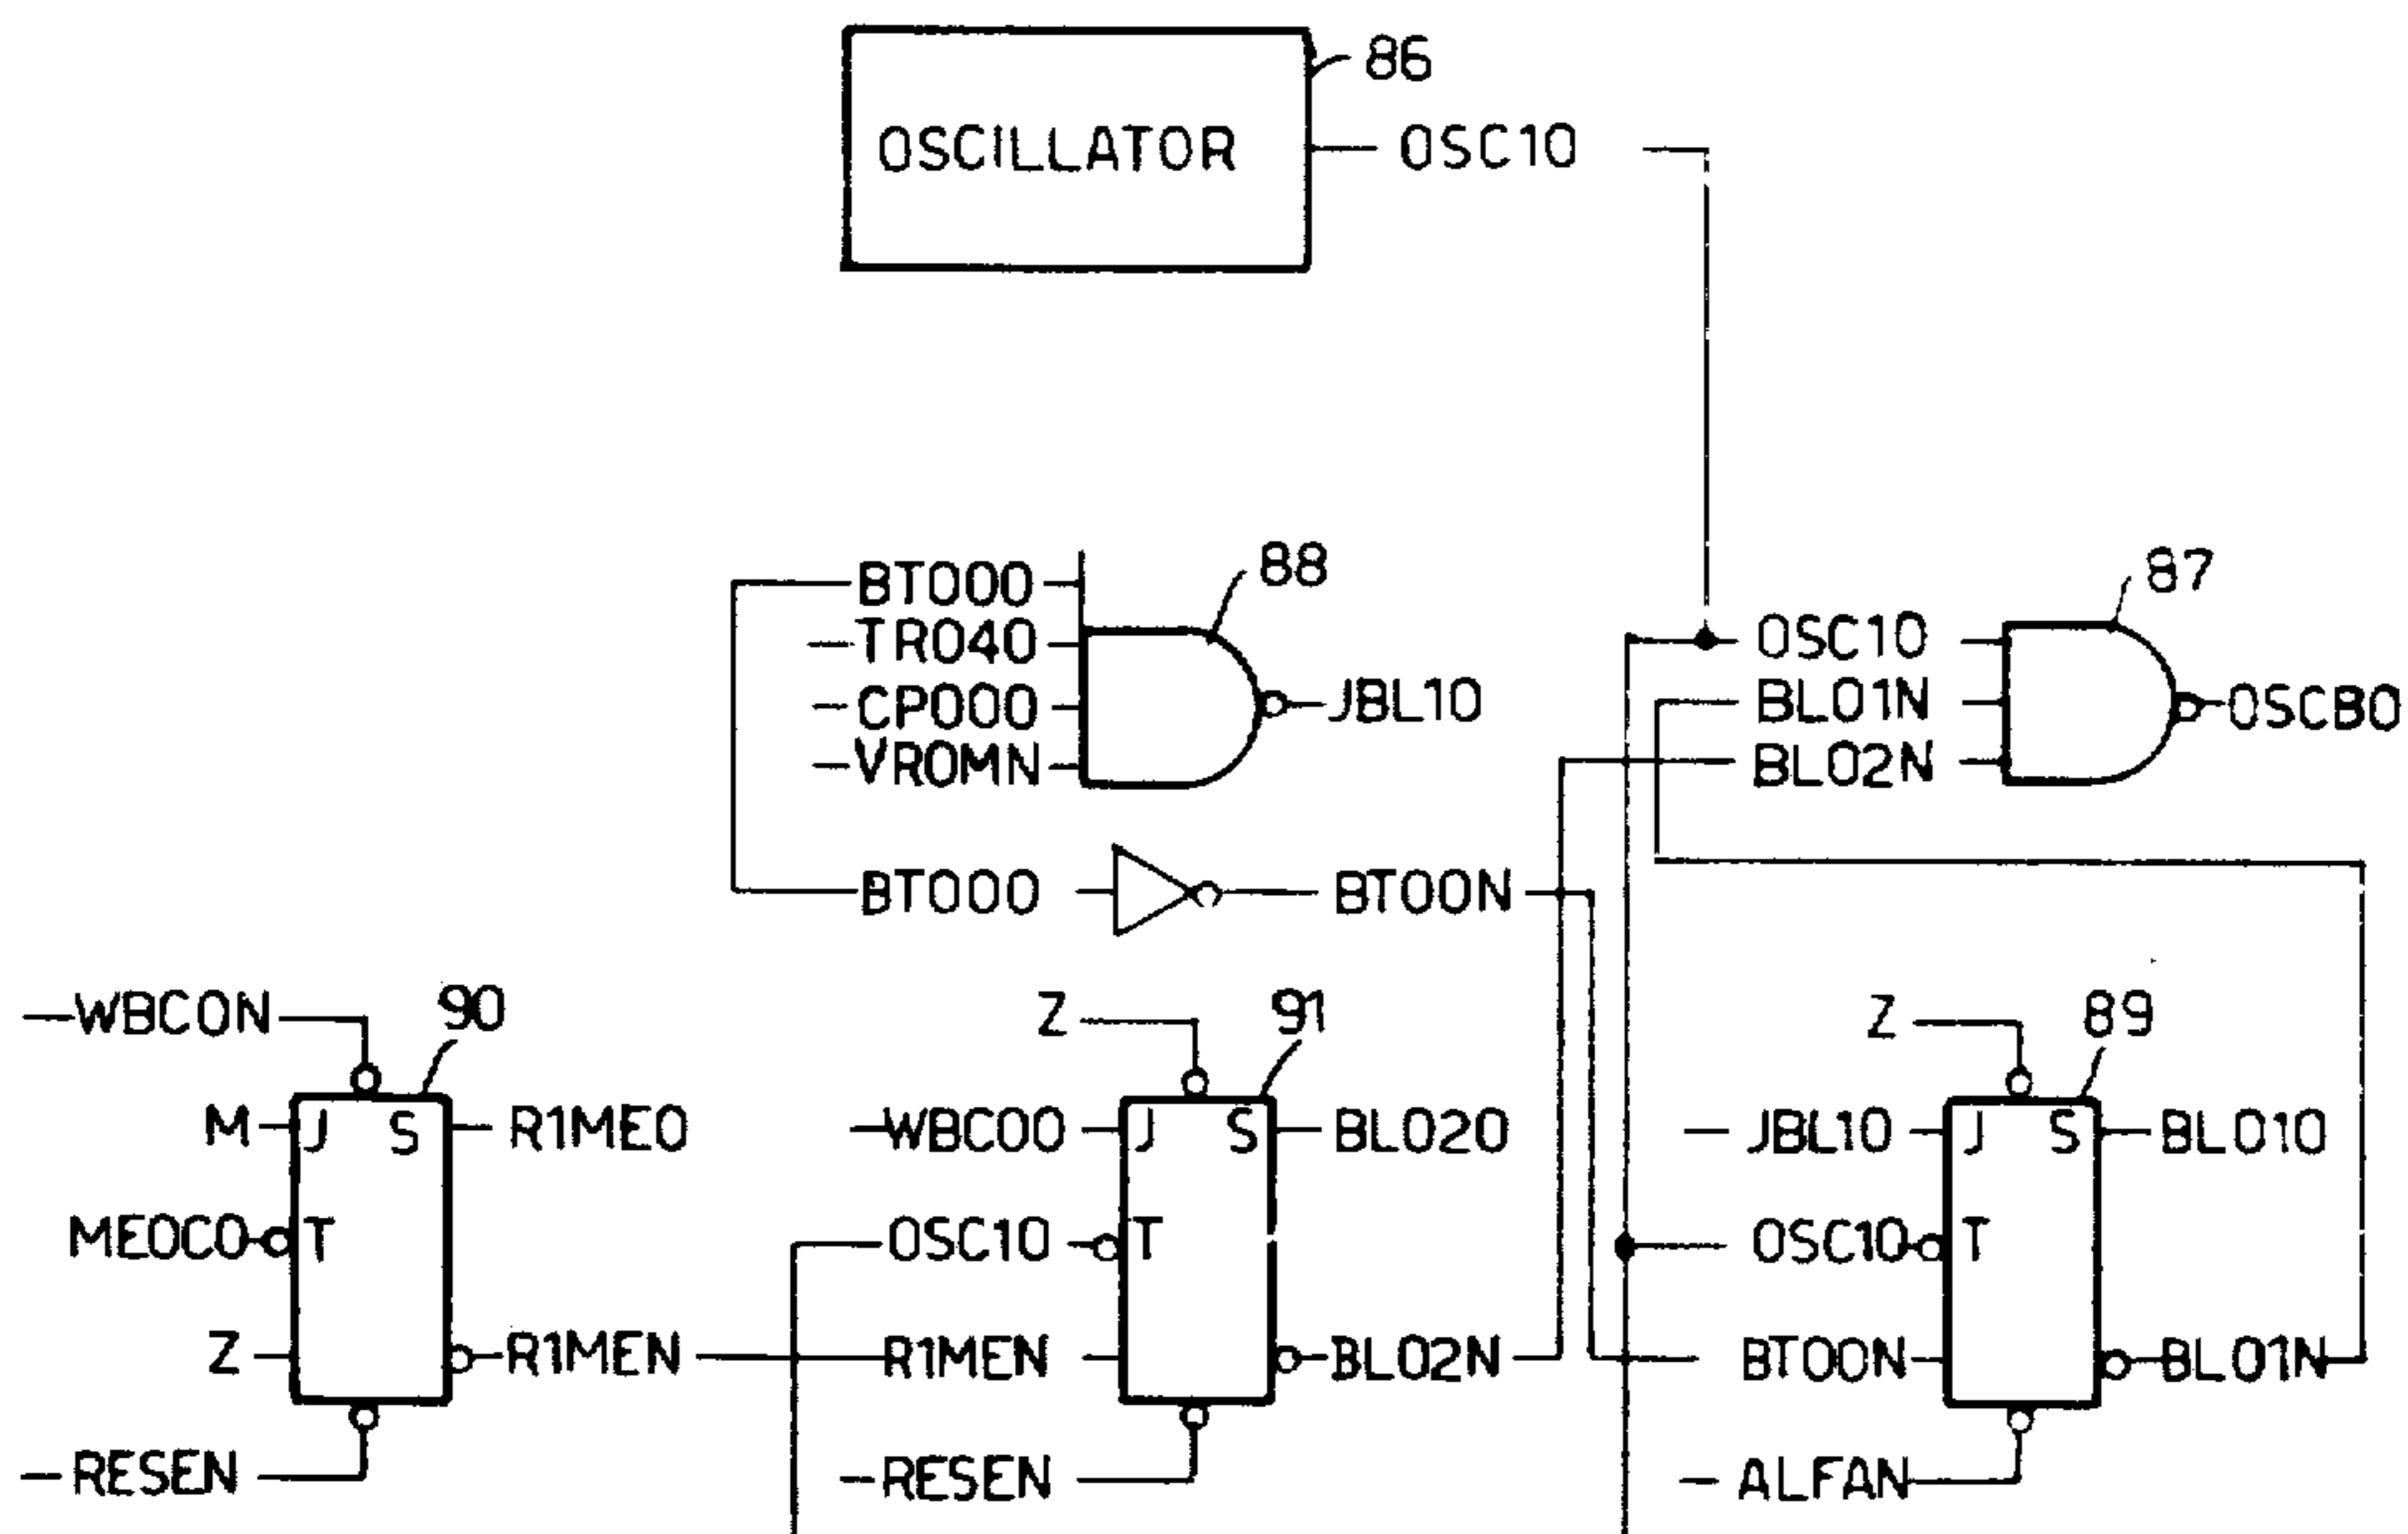 86
OSCILLATOR OSC10
88
87
BT000
TR040
CP000
VROMN
JBL10
OSC10
BL01N
BL02N
OSCB0
BT000 BT00N
WBCON 90
M J S R1ME0
MEOC0 T
Z R1MEN
RESEN
Z 91
WBC00 J S BL020
OSC10 T
R1MEN BL02N
RESEN
Z 89
JBL10 J S BL010
OSC10 T
BT00N BL01N
ALFAN